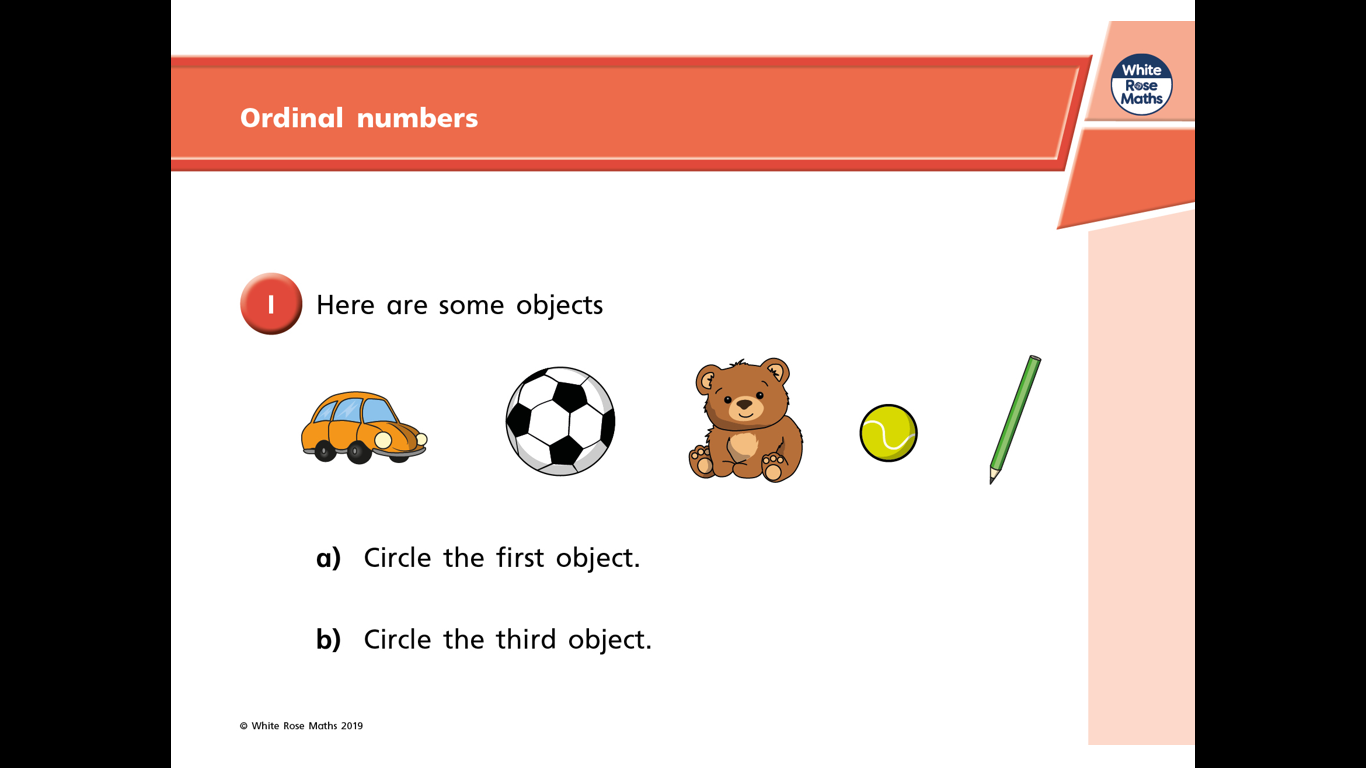 Ordinal numbers
White
Rose
Maths
1 Here are some objects
a) Circle the first object.
b) Circle the third object.
© White Rose Maths 2019